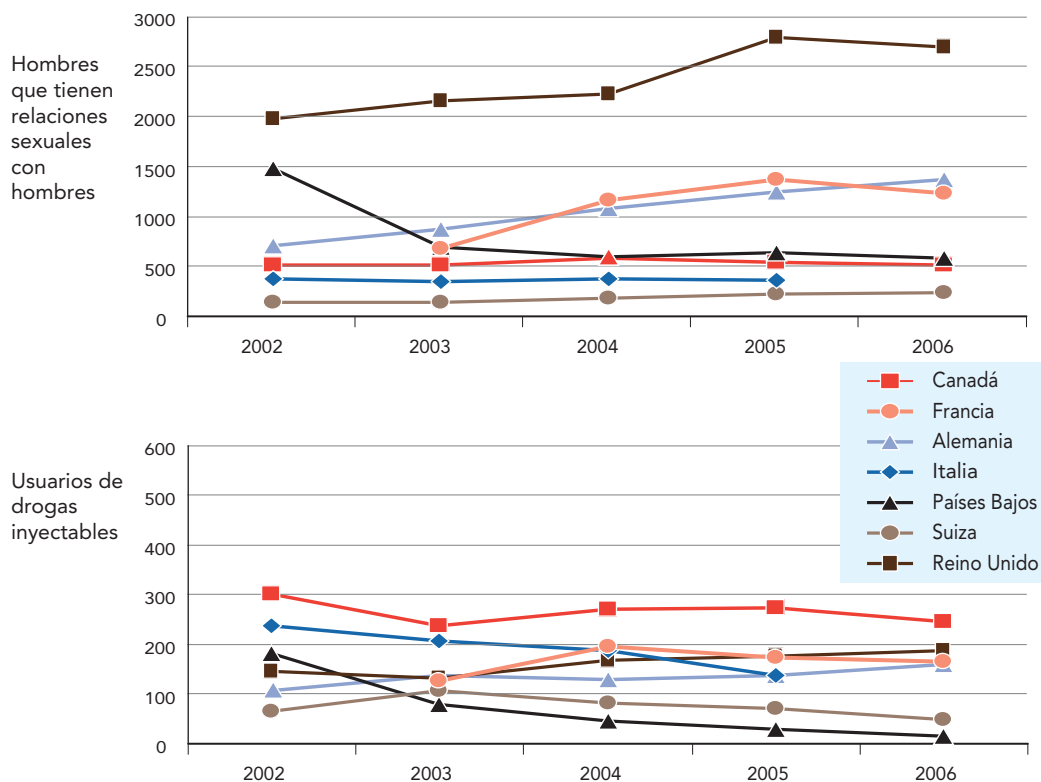 3000
Hombres
que tienen
relaciones
sexuales
con
hombres
2500
2000
1500
1000
500
0
2002 2003 2004 2005 2006
Canadá
Francia
Alemania
Italia
Países Bajos
Suiza
Reino Unido
Usuarios de
drogas
inyectables
600
500
400
300
200
100
0
2002 2003 2004 2005 2006